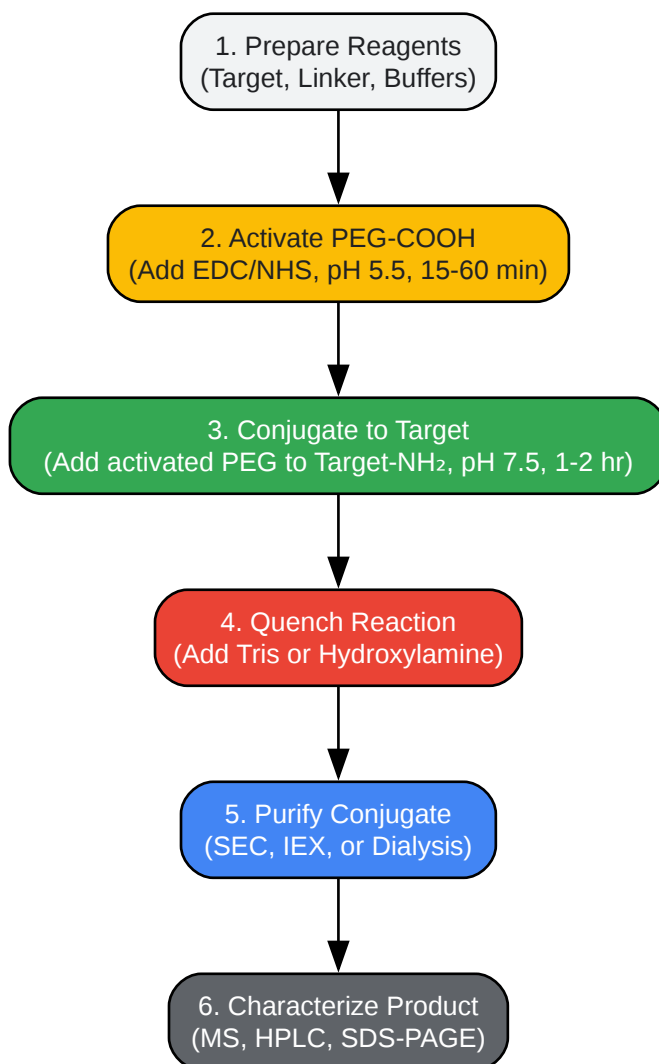 1. Prepare Reagents
(Target, Linker, Buffers)
2. Activate PEG-COOH
(Add EDC/NHS, pH 5.5, 15-60 min)
3. Conjugate to Target
(Add activated PEG to Target-NH₂, pH 7.5, 1-2 hr)
4. Quench Reaction
(Add Tris or Hydroxylamine)
5. Purify Conjugate
(SEC, IEX, or Dialysis)
6. Characterize Product
(MS, HPLC, SDS-PAGE)